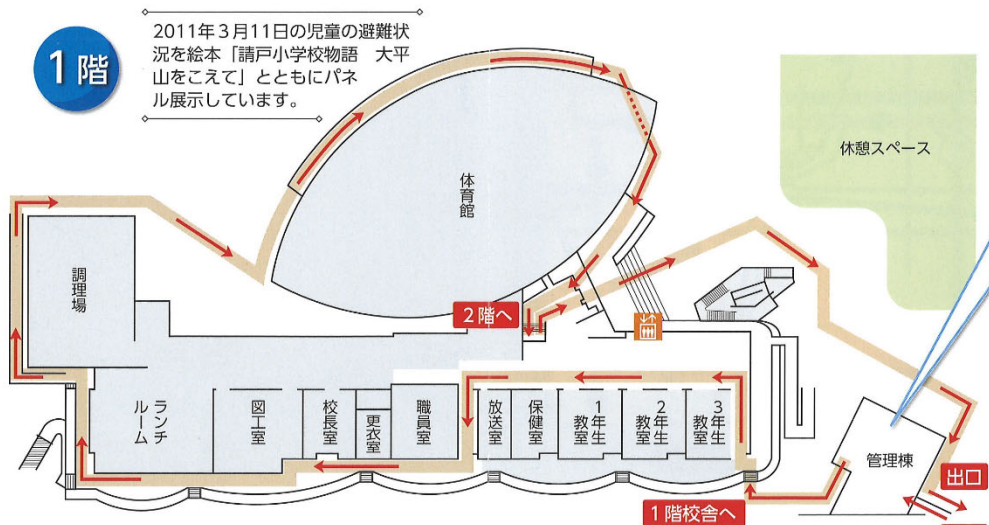 1階
2011年3月11日の児童の避難状
況を絵本「請戸小学校物語　大平
山をこえて」とともにパネ
ル展示しています。
休憩スペース
体育館
調理場
2階へ
ランチ
ルーム
図工室
校長室
更衣室
職員室
放送室
保健室
1年生
教室
2年生
教室
3年生
教室
管理棟
出口
1階校舎へ